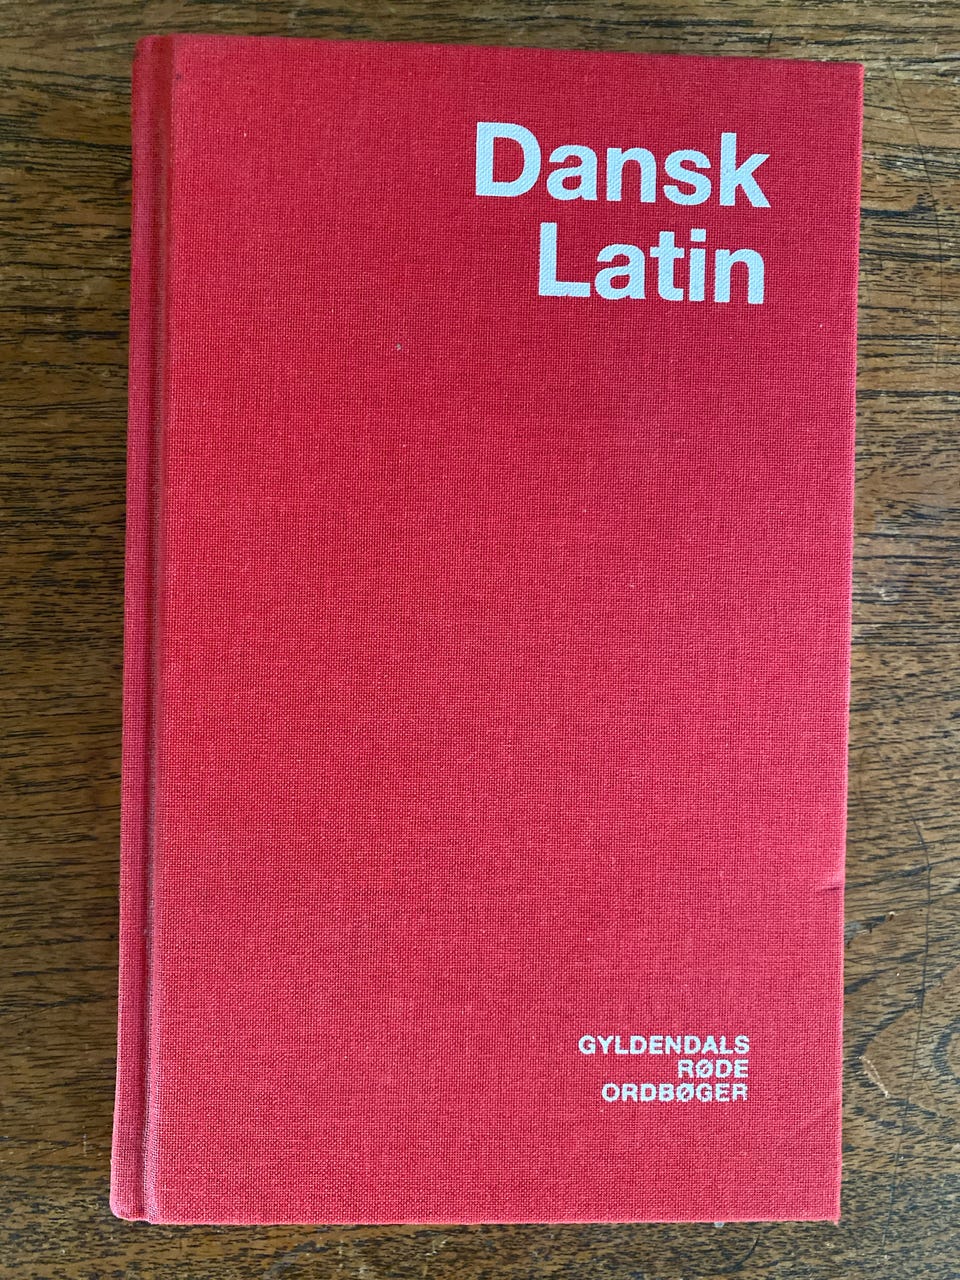 Dansk
Latin
GYLDENDALS
RØDE
ORDBØGER